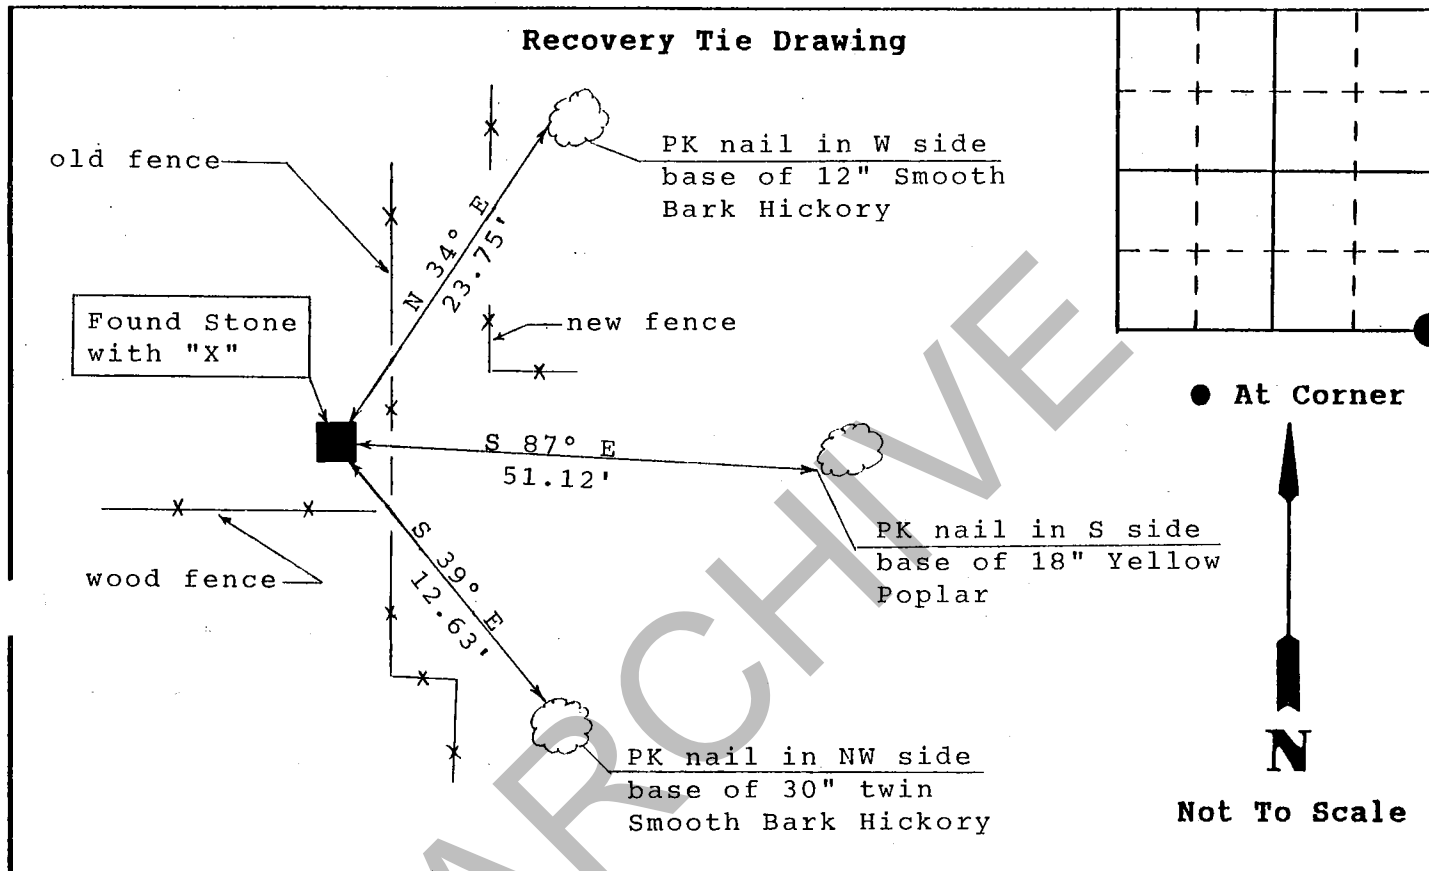 Recovery Tie Drawing
old fence
PK nail in W side
base of 12" Smooth
Bark Hickory
N 34° E
23.75'
Found Stone
with "X"
new fence
● At Corner
S 87° E
51.12'
PK nail in S side
base of 18" Yellow
Poplar
wood fence
S 39° E
12.63'
PK nail in NW side
base of 30" twin
Smooth Bark Hickory
N
Not To Scale
ARCHIVE